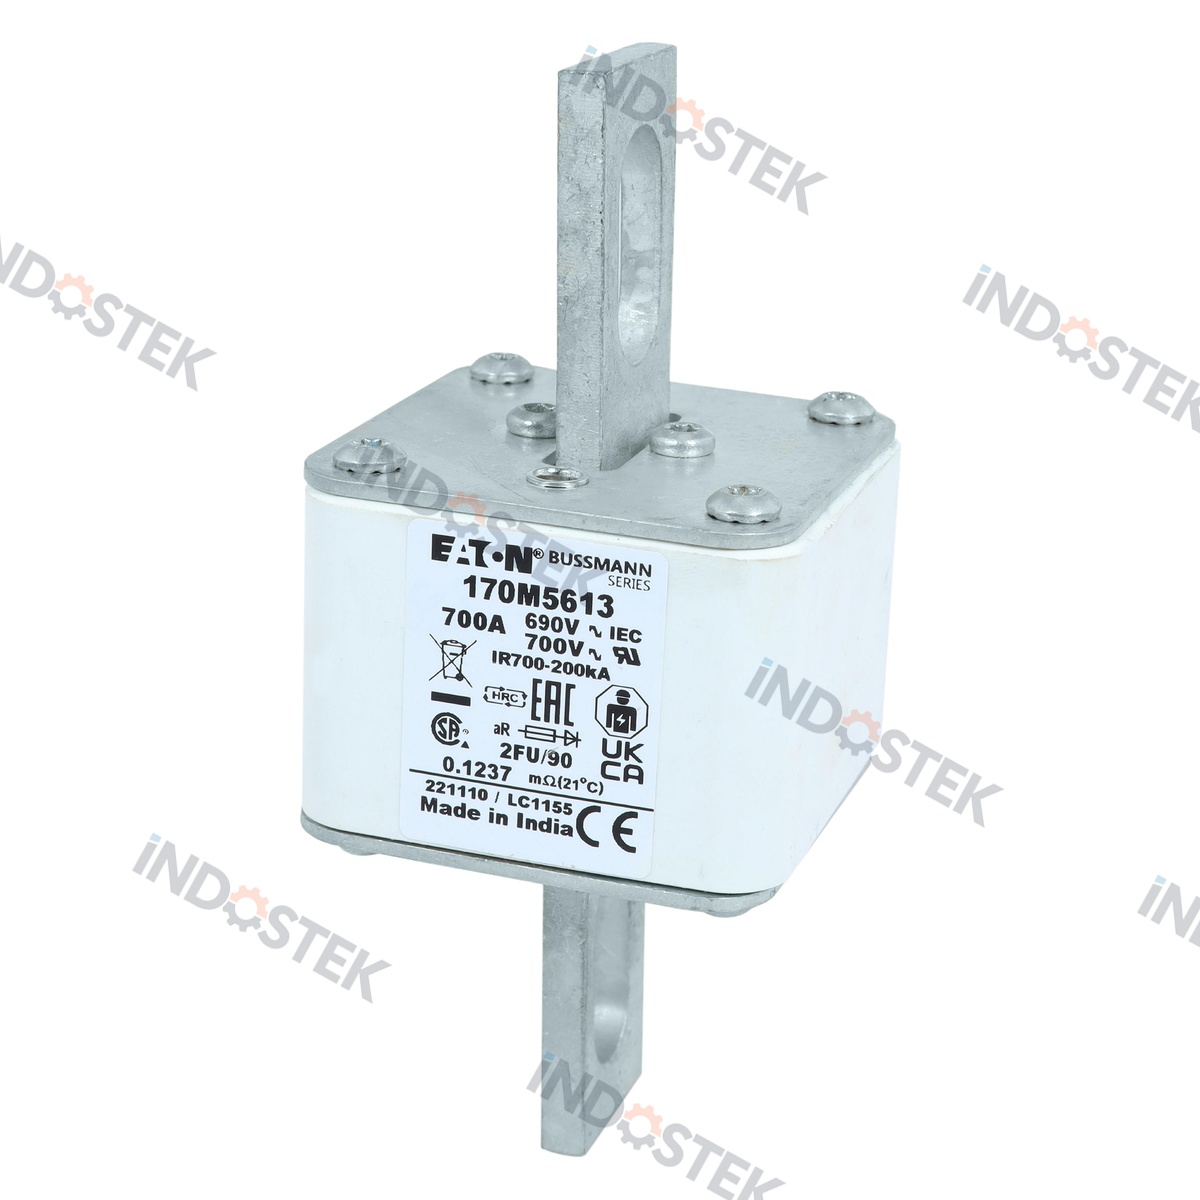 EATON® BUSSMANN
SERIES
170M5613
700A 690V ~ IEC
700V ~
IR700-200kA
HRC EAC
SA
aR
UK
CA
2FU/90
0.1237 mΩ(21°C)
221110 / LC1155
Made in India CE
iNDOSTEK
iNDOSTEK
iNDOSTEK
iNDOSTEK
iNDOSTEK
iNDOSTEK
iNDOSTEK